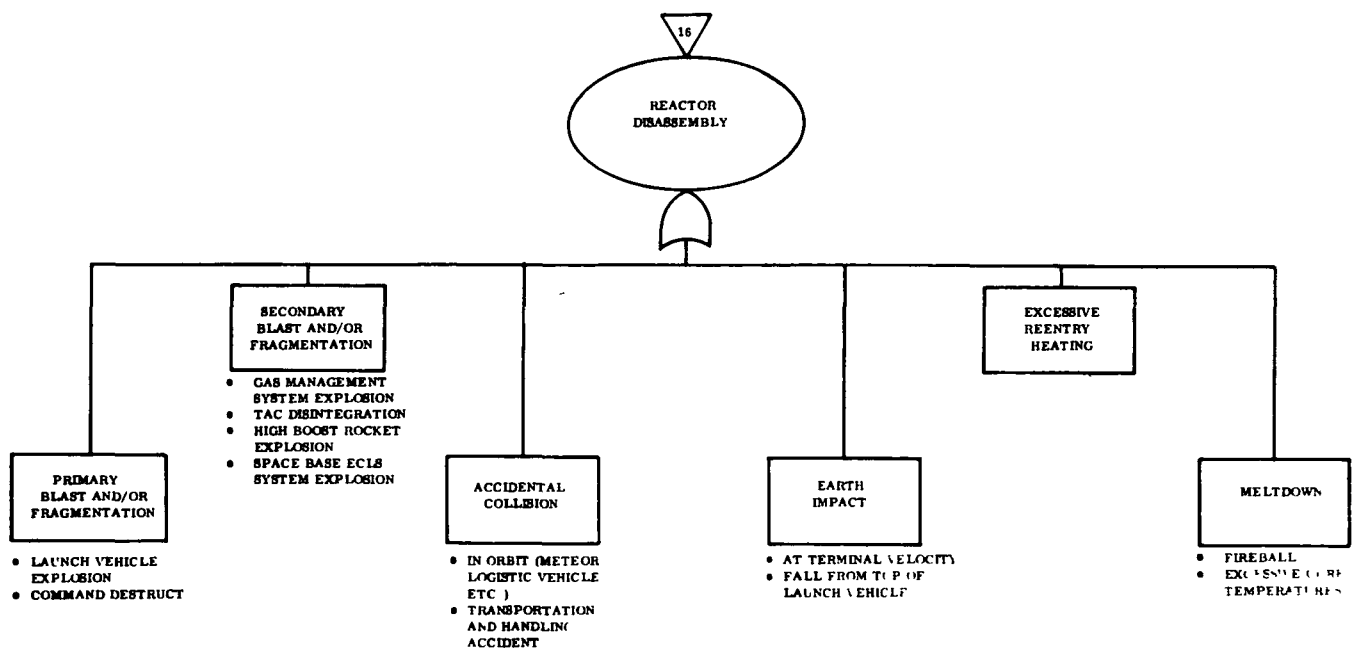 16
REACTOR
DISASSEMBLY
SECONDARY
BLAST AND/OR
FRAGMENTATION
• GAS MANAGEMENT
SYSTEM EXPLOSION
• TAC DISINTEGRATION
• HIGH BOOST ROCKET
EXPLOSION
• SPACE BASE ECLS
SYSTEM EXPLOSION
EXCESSIVE
REENTRY
HEATING
PRIMARY
BLAST AND/OR
FRAGMENTATION
• LAUNCH VEHICLE
EXPLOSION
• COMMAND DESTRUCT
ACCIDENTAL
COLLISION
• IN ORBIT (METEOR
LOGISTIC VEHICLE
ETC )
• TRANSPORTATION
AND HANDLING
ACCIDENT
EARTH
IMPACT
• AT TERMINAL VELOCITY
• FALL FROM TOP OF
LAUNCH VEHICLE
MELTDOWN
• FIREBALL
• EXCESSIVE CORE
TEMPERATURES